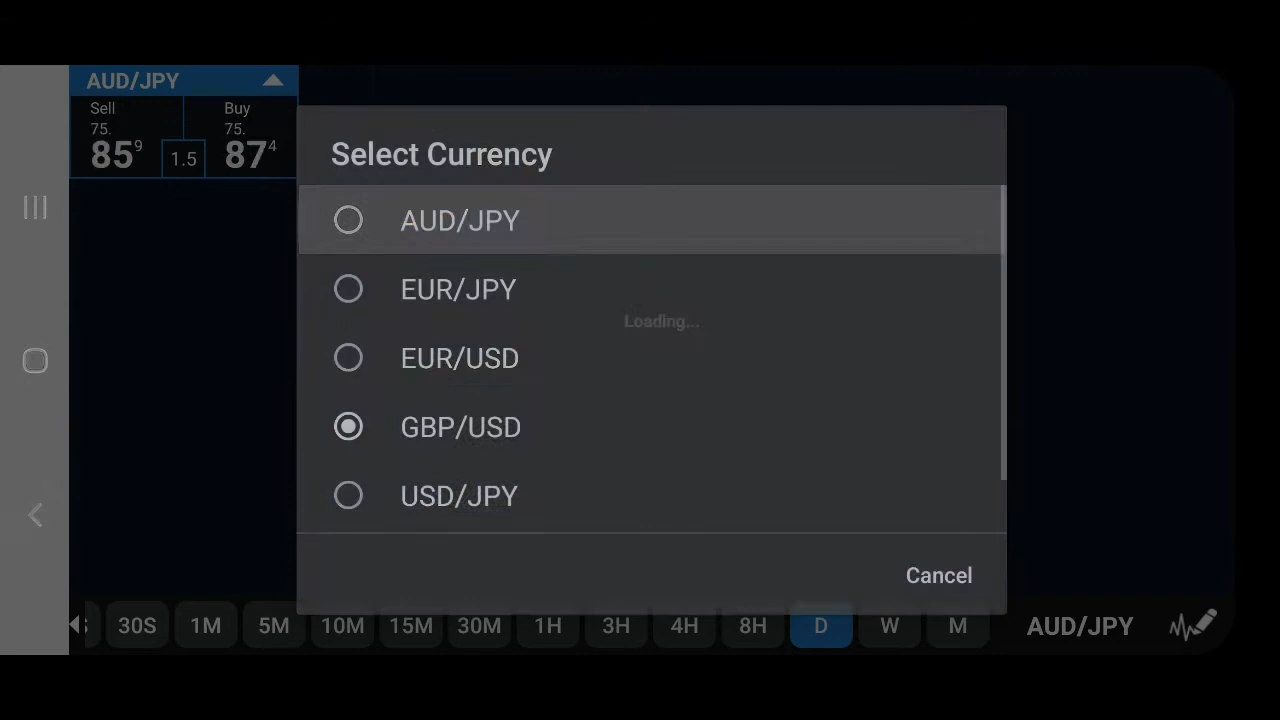 AUD/JPY
Sell
Buy
75.
75.
85⁹
1.5
87⁴
Select Currency
AUD/JPY
EUR/JPY
Loading...
EUR/USD
GBP/USD
USD/JPY
Cancel
30S 1M 5M 10M 15M 30M 1H 3H 4H 8H D W M AUD/JPY